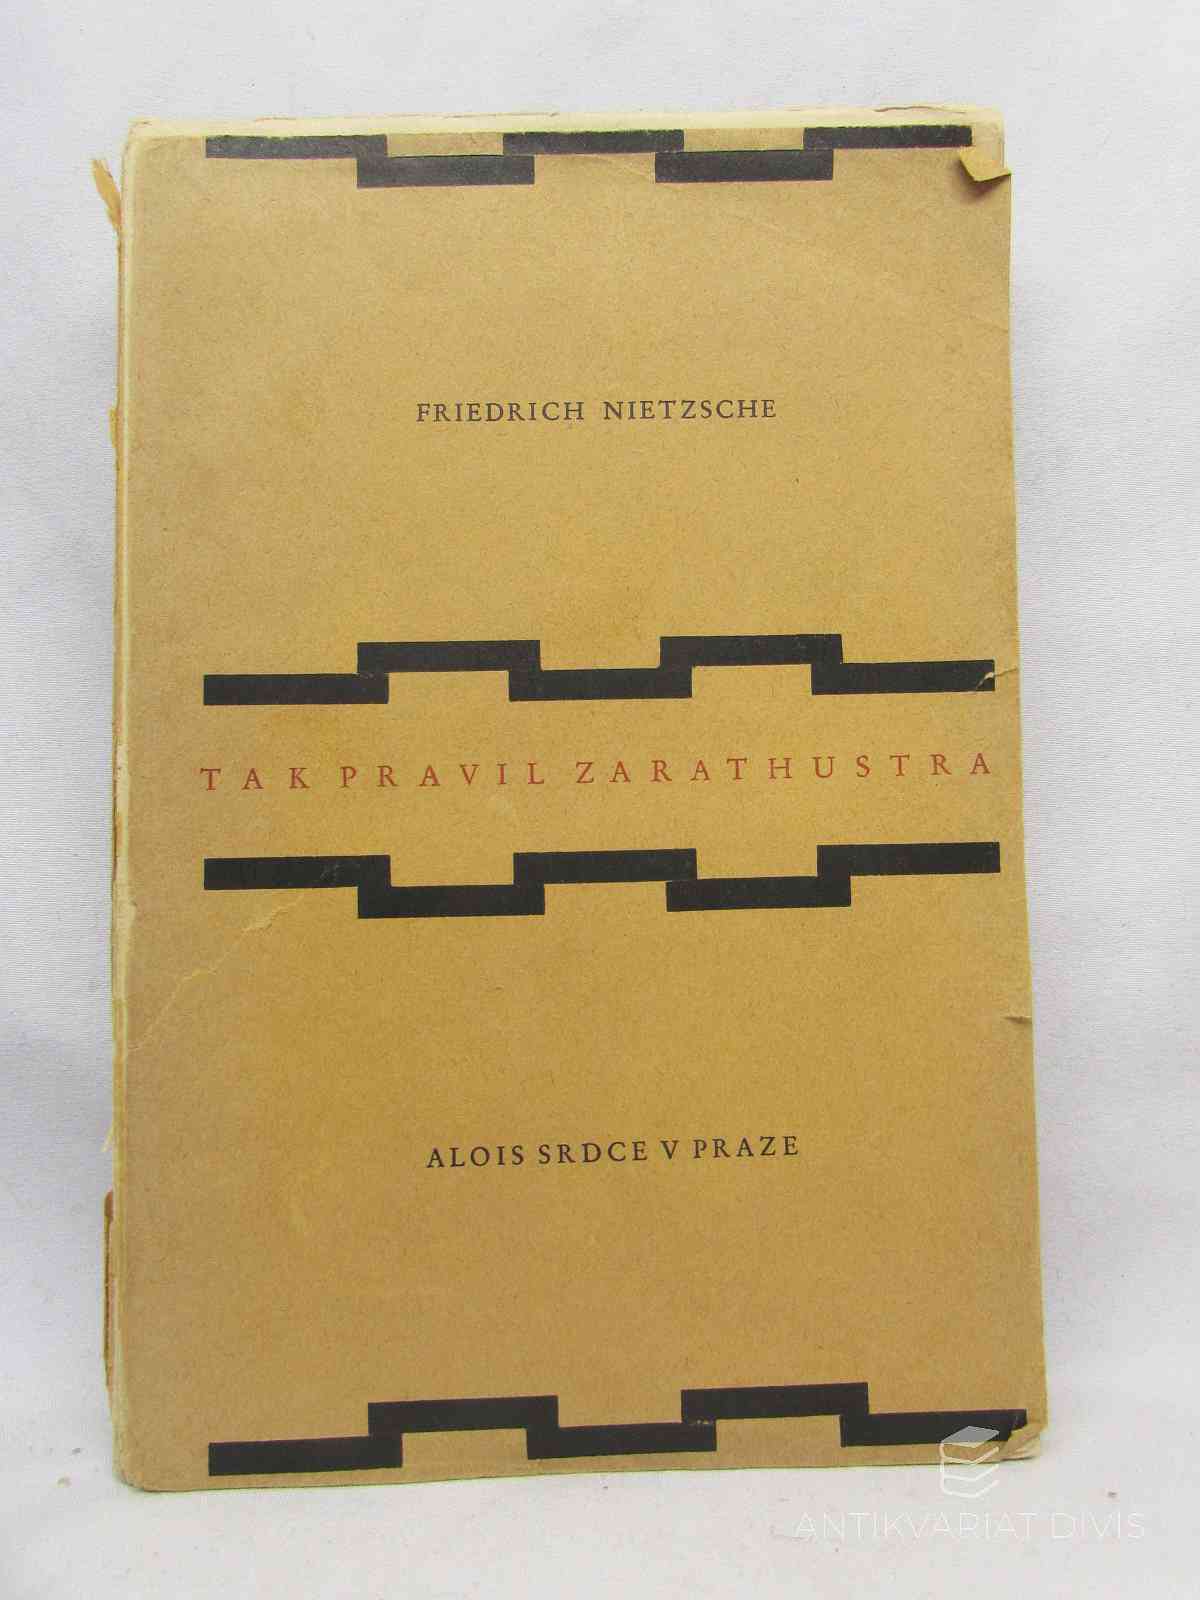 FRIEDRICH NIETZSCHE
TAK PRAVIL ZARATHUSTRA
ALOIS SRDCE V PRAZE
ANTIKVARIAT DIVIS